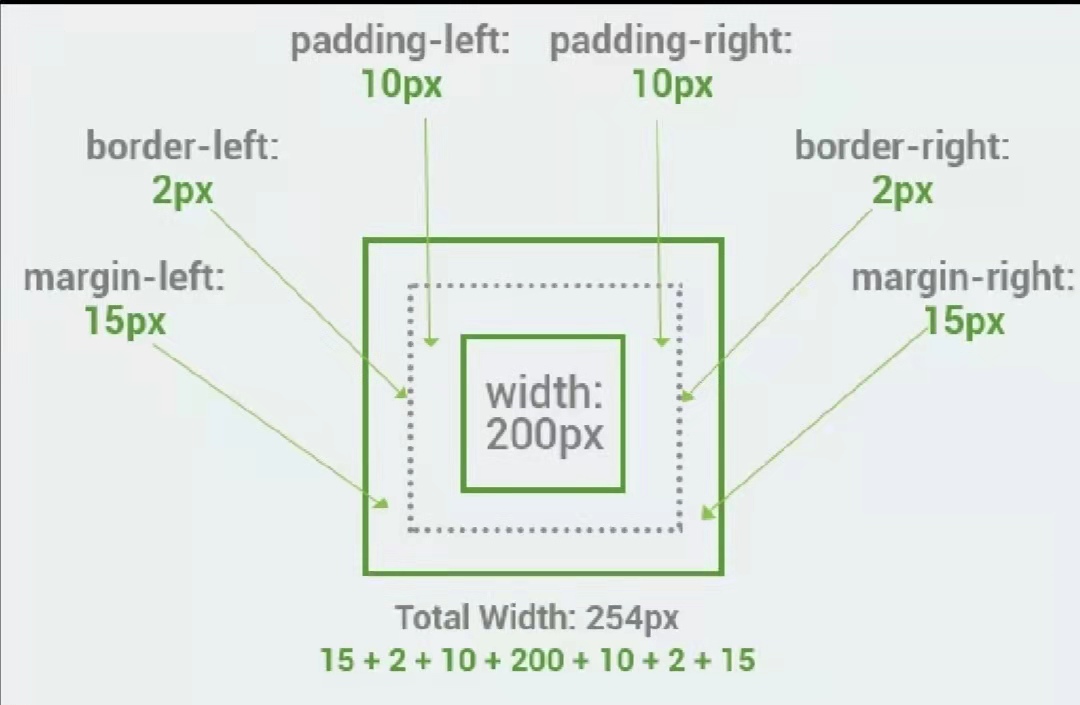 padding-left:
10px
padding-right:
10px
border-left:
2px
border-right:
2px
margin-left:
15px
margin-right:
15px
width:
200px
Total Width: 254px
15 + 2 + 10 + 200 + 10 + 2 + 15